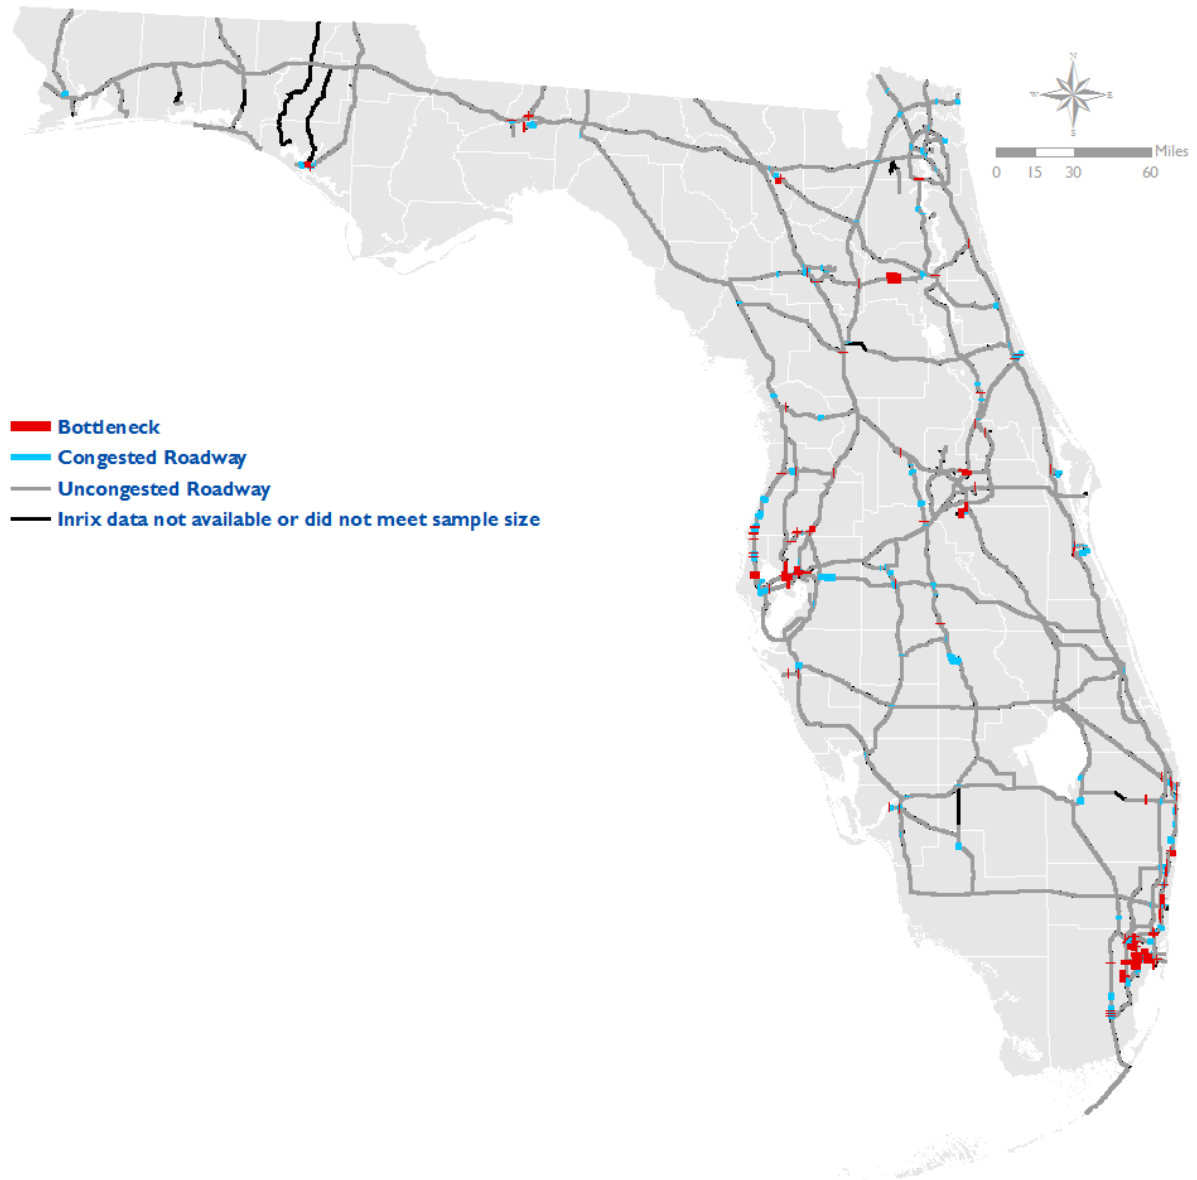 N
W E
S
Miles
0 15 30 60
Bottleneck
Congested Roadway
Uncongested Roadway
Inrix data not available or did not meet sample size